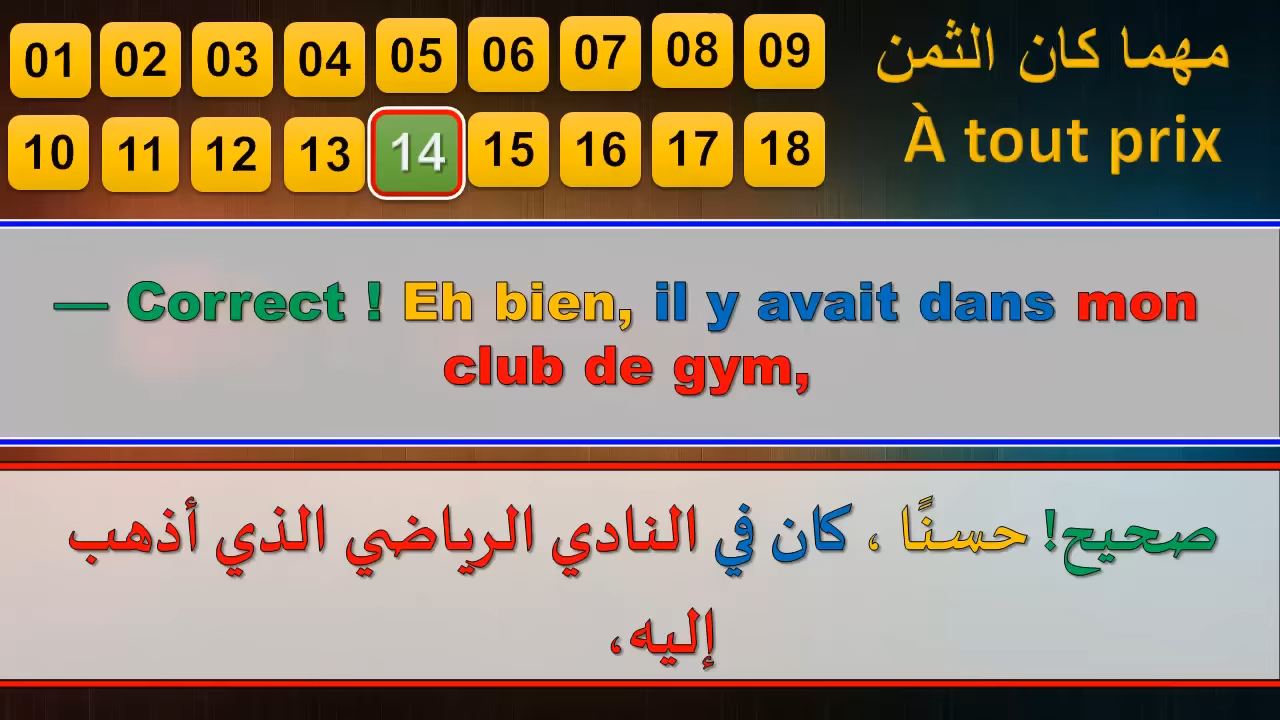 01 02 03 04 05 06 07 08 09
10 11 12 13 14 15 16 17 18
مهما كان الثمن
À tout prix
— Correct ! Eh bien, il y avait dans mon
club de gym,
صحيح! حسنًا ، كان في النادي الرياضي الذي أذهب
إليه،